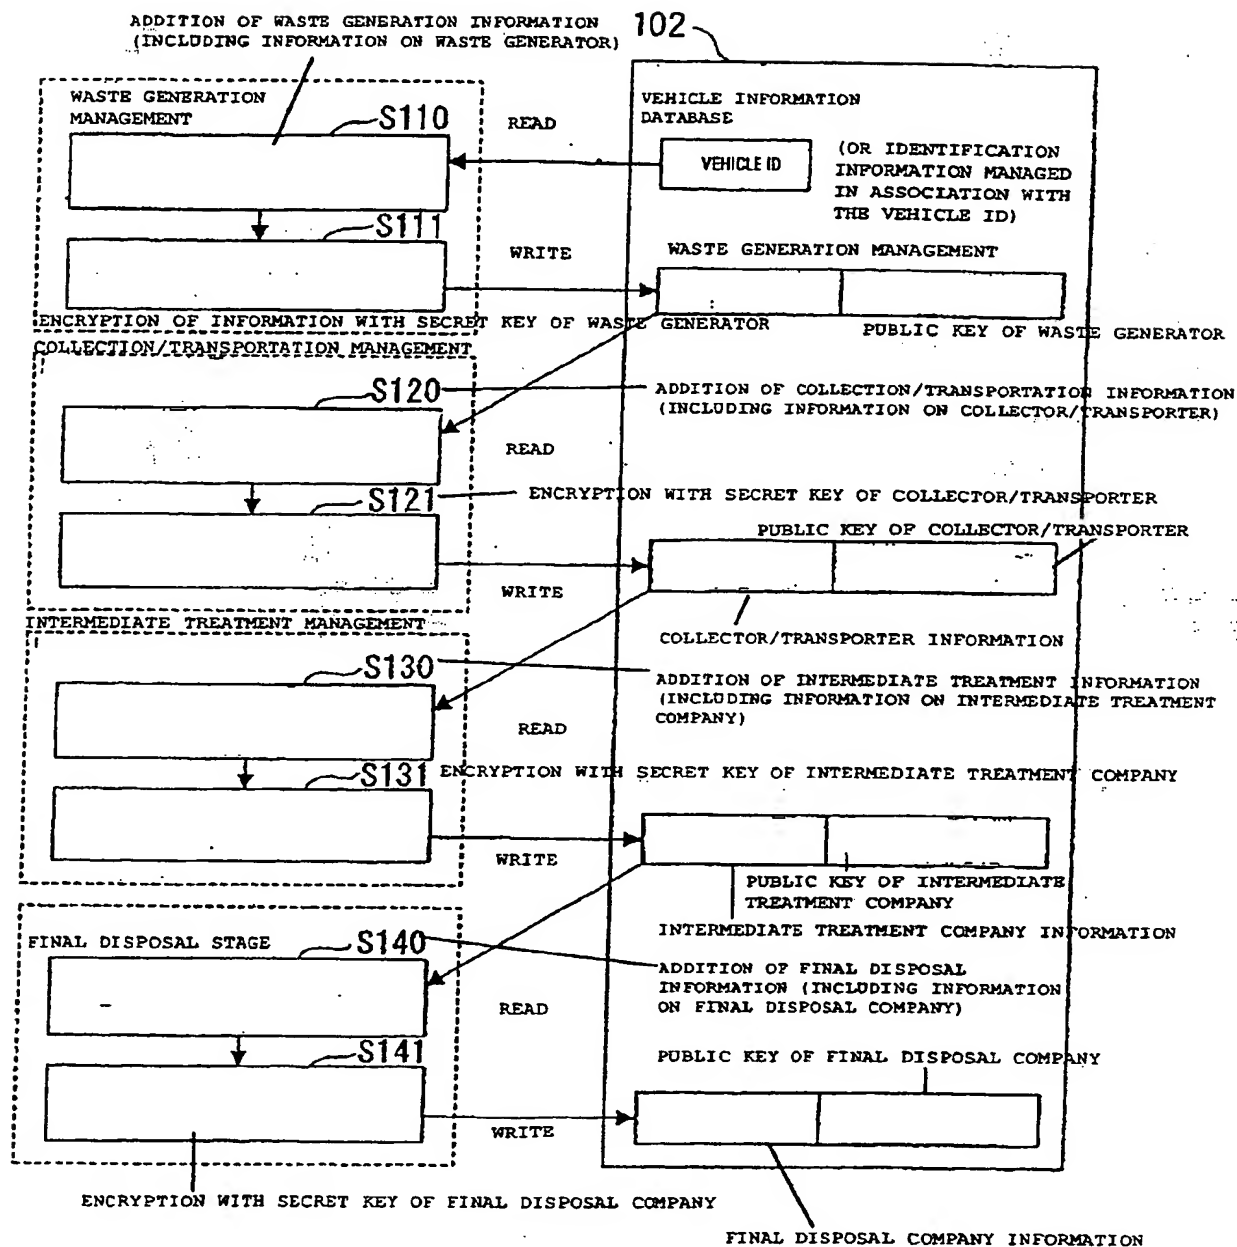 ADDITION OF WASTE GENERATION INFORMATION
(INCLUDING INFORMATION ON WASTE GENERATOR)
102
WASTE GENERATION
MANAGEMENT
S110
READ
VEHICLE INFORMATION
DATABASE
VEHICLE ID
(OR IDENTIFICATION
INFORMATION MANAGED
IN ASSOCIATION WITH
THE VEHICLE ID)
S111
WRITE
WASTE GENERATION MANAGEMENT
ENCRYPTION OF INFORMATION WITH SECRET KEY OF WASTE GENERATOR
PUBLIC KEY OF WASTE GENERATOR
COLLECTION/TRANSPORTATION MANAGEMENT
S120
ADDITION OF COLLECTION/TRANSPORTATION INFORMATION
(INCLUDING INFORMATION ON COLLECTOR/TRANSPORTER)
READ
S121
ENCRYPTION WITH SECRET KEY OF COLLECTOR/TRANSPORTER
PUBLIC KEY OF COLLECTOR/TRANSPORTER
WRITE
COLLECTOR/TRANSPORTER INFORMATION
INTERMEDIATE TREATMENT MANAGEMENT
S130
ADDITION OF INTERMEDIATE TREATMENT INFORMATION
(INCLUDING INFORMATION ON INTERMEDIATE TREATMENT
COMPANY)
READ
S131
ENCRYPTION WITH SECRET KEY OF INTERMEDIATE TREATMENT COMPANY
WRITE
PUBLIC KEY OF INTERMEDIATE
TREATMENT COMPANY
INTERMEDIATE TREATMENT COMPANY INFORMATION
FINAL DISPOSAL STAGE
S140
ADDITION OF FINAL DISPOSAL
INFORMATION (INCLUDING INFORMATION
ON FINAL DISPOSAL COMPANY)
READ
S141
PUBLIC KEY OF FINAL DISPOSAL COMPANY
WRITE
ENCRYPTION WITH SECRET KEY OF FINAL DISPOSAL COMPANY
FINAL DISPOSAL COMPANY INFORMATION